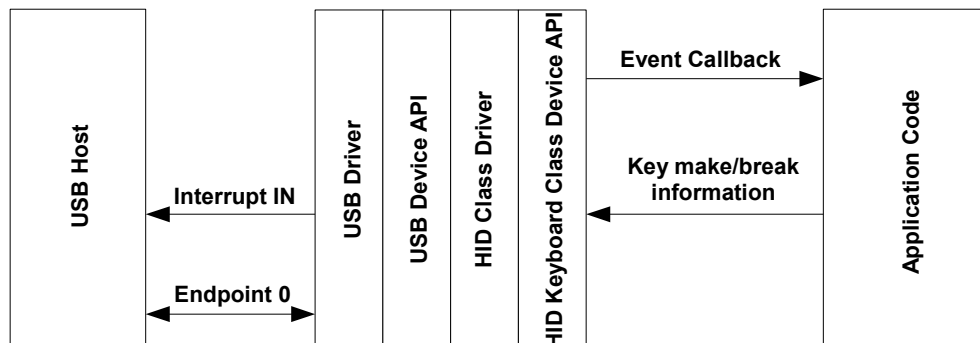 USB Host
Interrupt IN
Endpoint 0
USB Driver
USB Device API
HID Class Driver
HID Keyboard Class Device API
Event Callback
Key make/break
information
Application Code